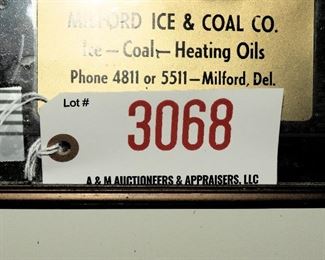 MILFORD ICE & COAL CO.
Ice—Coal—Heating Oils
Phone 4811 or 5511—Milford, Del.
Lot #
3068
A & M AUCTIONEERS & APPRAISERS, LLC